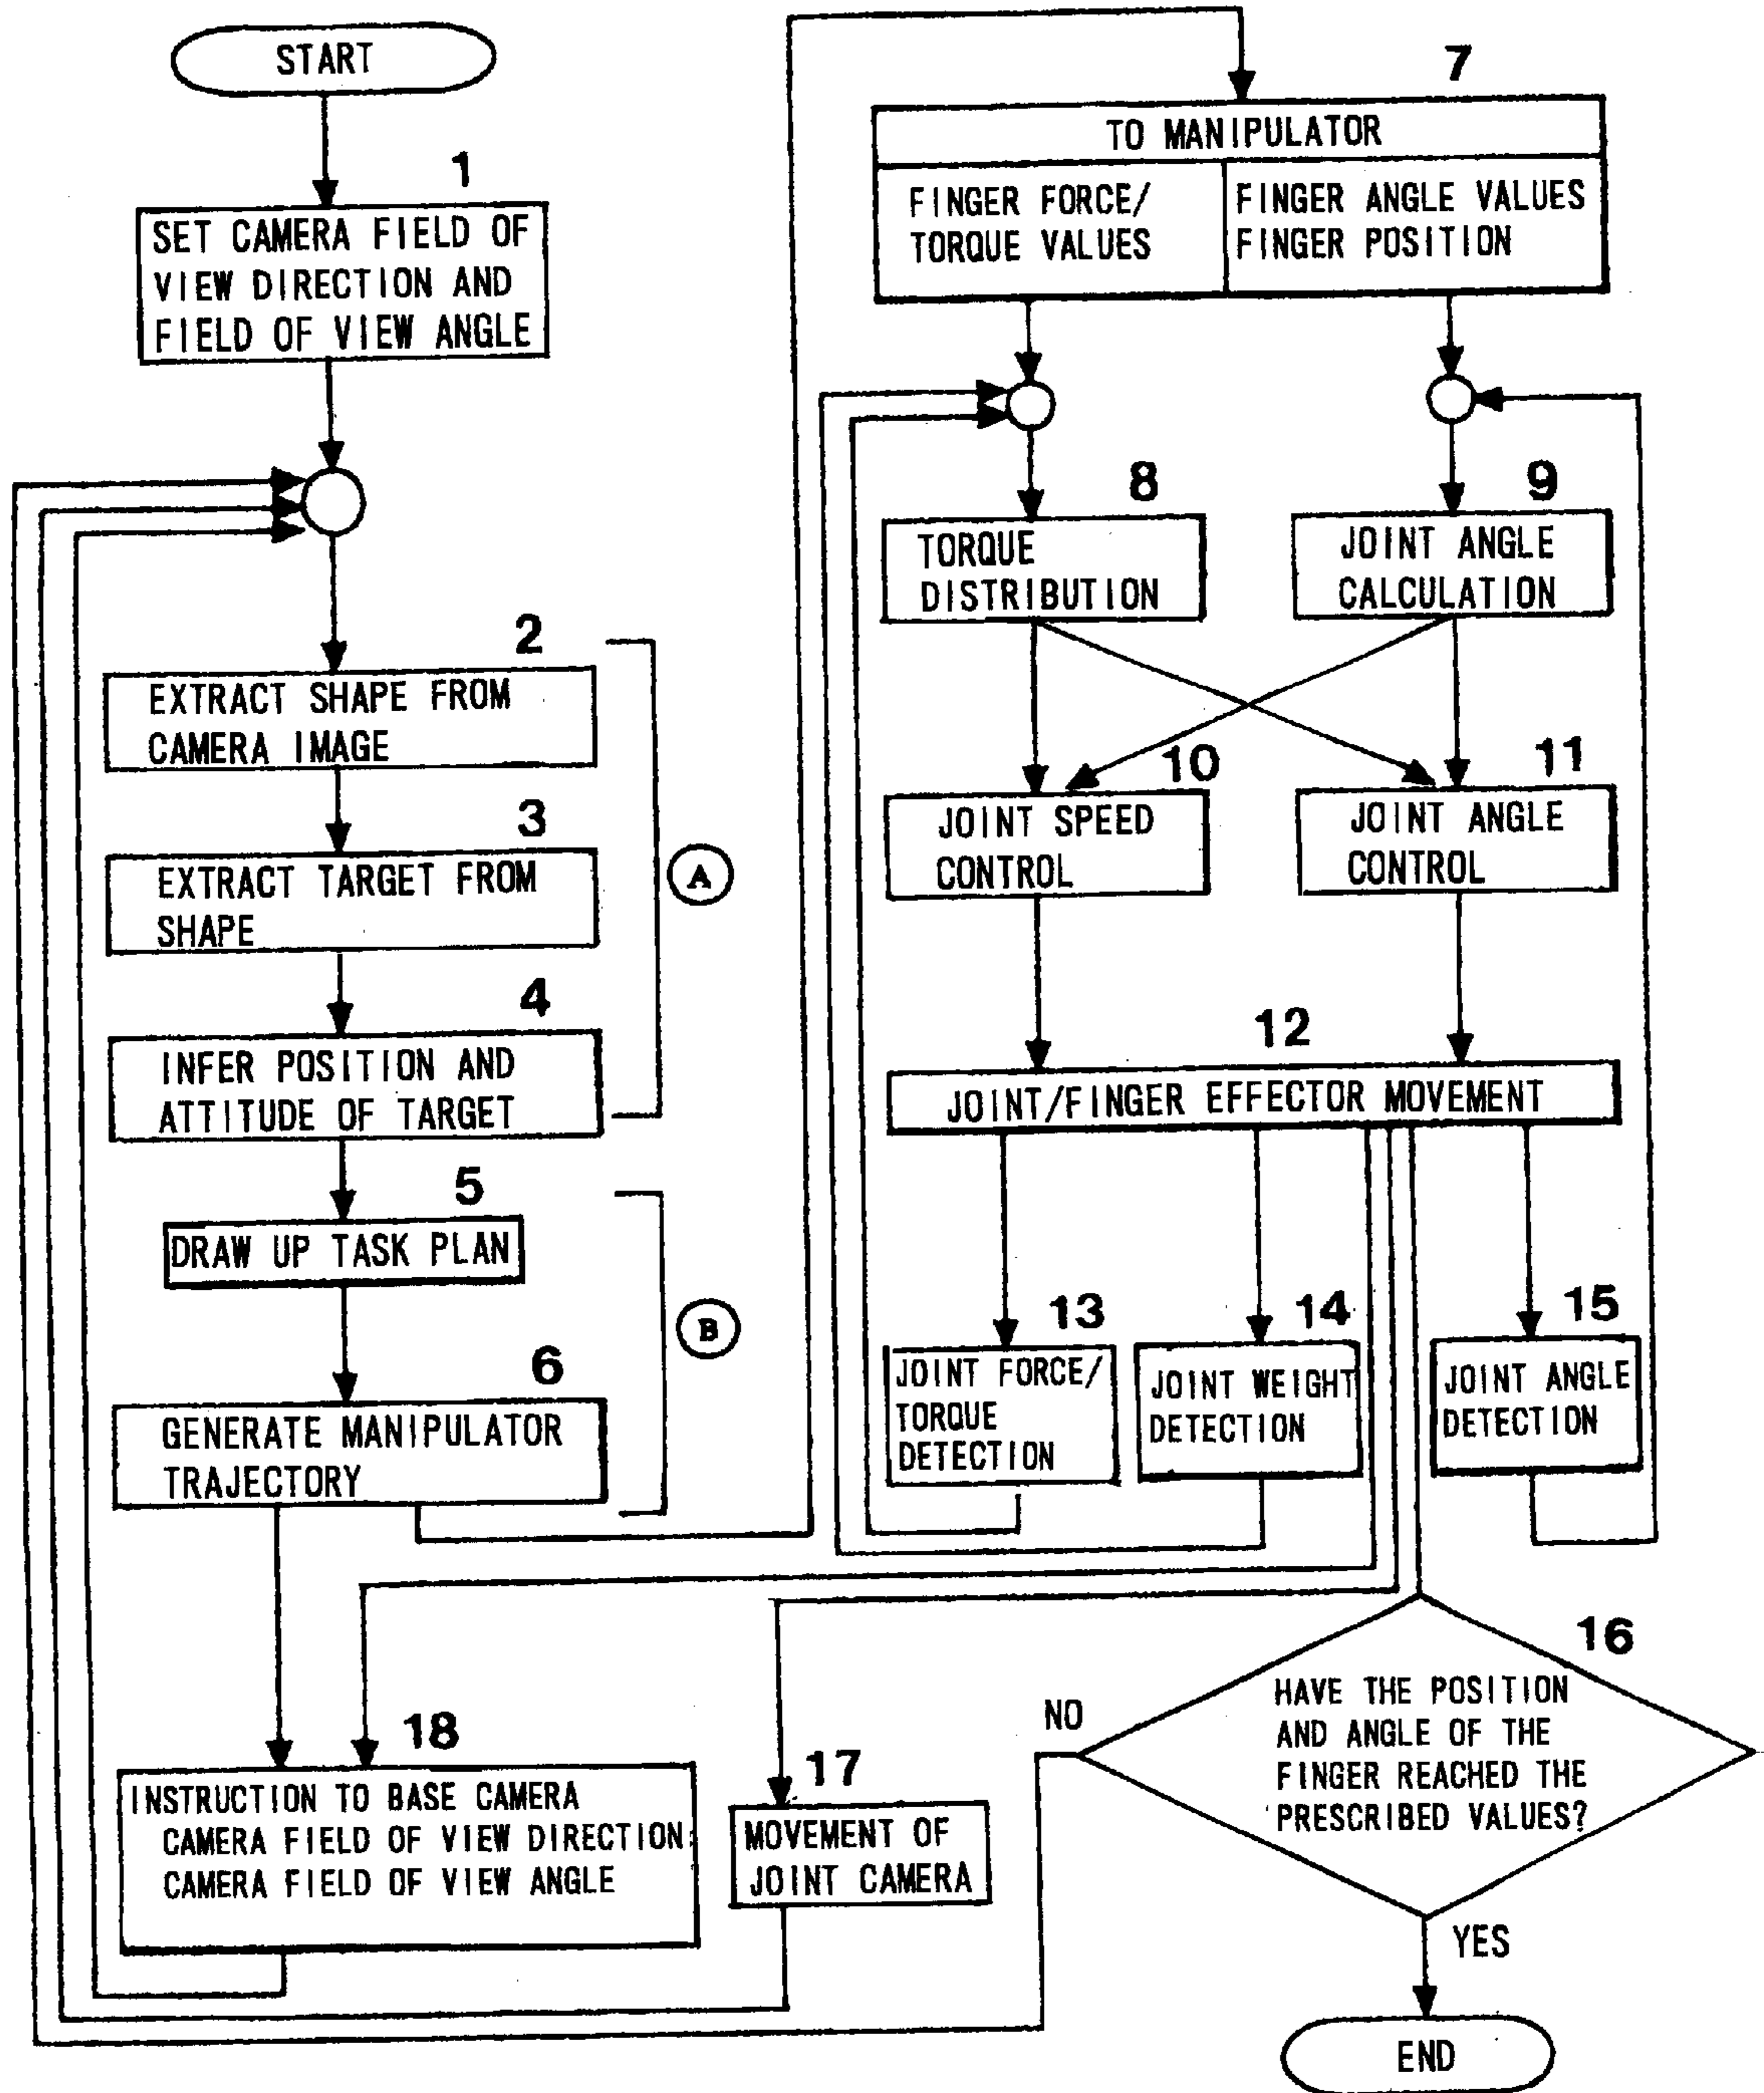 START
1
SET CAMERA FIELD OF
VIEW DIRECTION AND
FIELD OF VIEW ANGLE
2
EXTRACT SHAPE FROM
CAMERA IMAGE
3
EXTRACT TARGET FROM
SHAPE
A
4
INFER POSITION AND
ATTITUDE OF TARGET
5
DRAW UP TASK PLAN
B
6
GENERATE MANIPULATOR
TRAJECTORY
7
TO MANIPULATOR
FINGER FORCE/
TORQUE VALUES
FINGER ANGLE VALUES
FINGER POSITION
8
TORQUE
DISTRIBUTION
9
JOINT ANGLE
CALCULATION
10
JOINT SPEED
CONTROL
11
JOINT ANGLE
CONTROL
12
JOINT/FINGER EFFECTOR MOVEMENT
13
JOINT FORCE/
TORQUE
DETECTION
14
JOINT WEIGHT
DETECTION
15
JOINT ANGLE
DETECTION
16
HAVE THE POSITION
AND ANGLE OF THE
FINGER REACHED THE
PRESCRIBED VALUES?
NO
YES
17
MOVEMENT OF
JOINT CAMERA
18
INSTRUCTION TO BASE CAMERA
CAMERA FIELD OF VIEW DIRECTION
CAMERA FIELD OF VIEW ANGLE
END